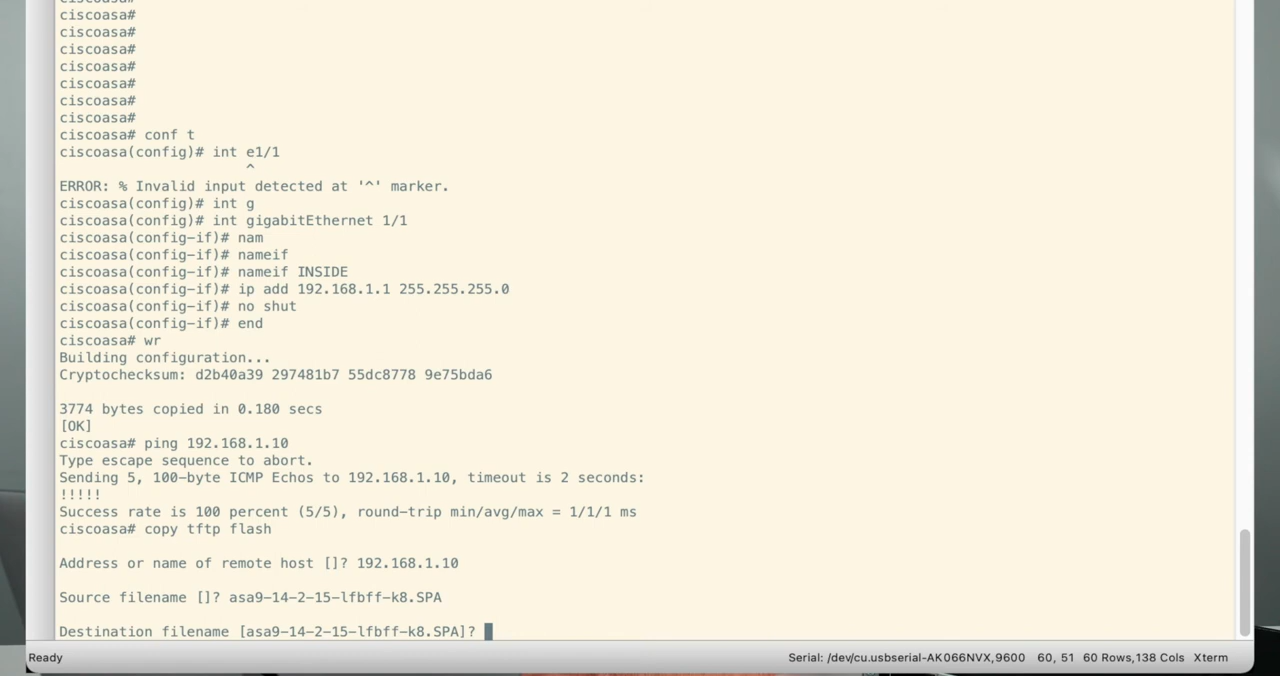 ciscoasa#
ciscoasa#
ciscoasa#
ciscoasa#
ciscoasa#
ciscoasa#
ciscoasa#
ciscoasa#
ciscoasa# conf t
ciscoasa(config)# int e1/1
^
ERROR: % Invalid input detected at '^' marker.
ciscoasa(config)# int g
ciscoasa(config)# int gigabitEthernet 1/1
ciscoasa(config-if)# nam
ciscoasa(config-if)# nameif
ciscoasa(config-if)# nameif INSIDE
ciscoasa(config-if)# ip add 192.168.1.1 255.255.255.0
ciscoasa(config-if)# no shut
ciscoasa(config-if)# end
ciscoasa# wr
Building configuration...
Cryptochecksum: d2b40a39 297481b7 55dc8778 9e75bda6
3774 bytes copied in 0.180 secs
[OK]
ciscoasa# ping 192.168.1.10
Type escape sequence to abort.
Sending 5, 100-byte ICMP Echos to 192.168.1.10, timeout is 2 seconds:
!!!!!
Success rate is 100 percent (5/5), round-trip min/avg/max = 1/1/1 ms
ciscoasa# copy tftp flash
Address or name of remote host []? 192.168.1.10
Source filename []? asa9-14-2-15-lfbff-k8.SPA
Destination filename [asa9-14-2-15-lfbff-k8.SPA]?
Ready Serial: /dev/cu.usbserial-AK066NVX,9600 60, 51 60 Rows,138 Cols Xterm